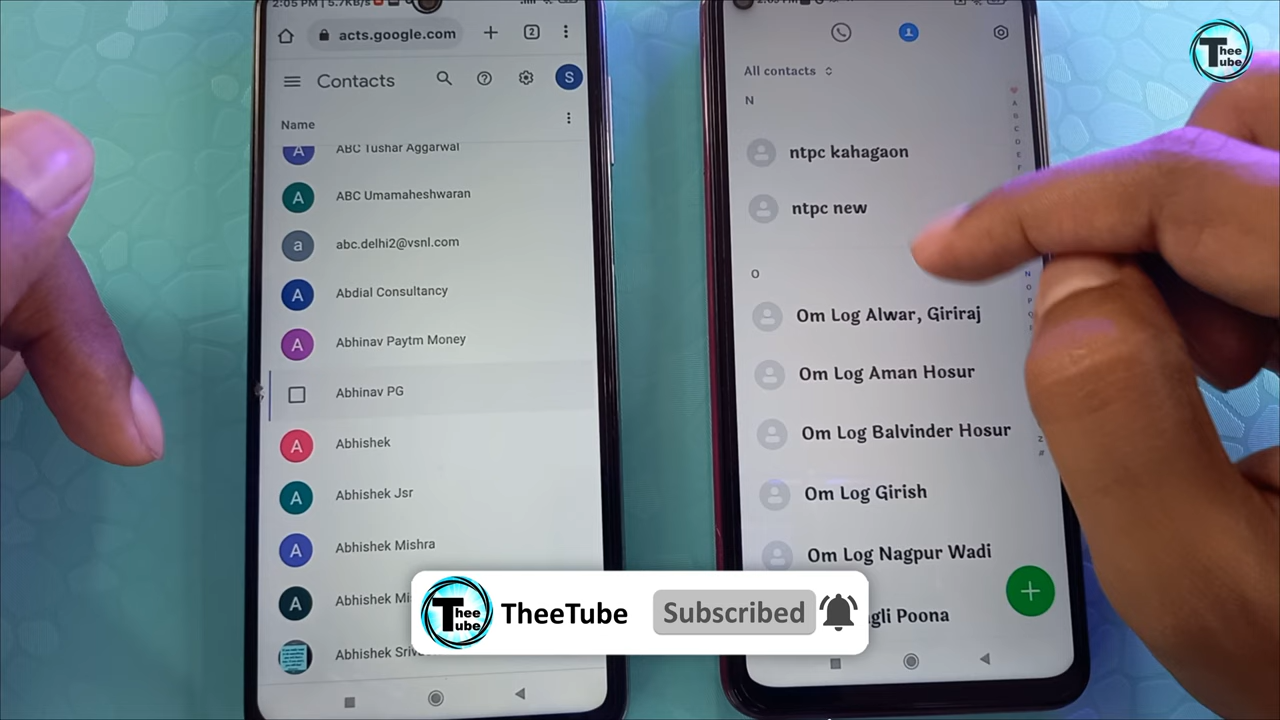 2:05 PM | 5.7KB/s
acts.google.com
2
Contacts
S
Name
A
ABC Tushar Aggarwal
A
ABC Umamaheshwaran
a
abc.delhi2@vsnl.com
A
Abdial Consultancy
A
Abhinav Paytm Money
Abhinav PG
A
Abhishek
A
Abhishek Jsr
A
Abhishek Mishra
A
Abhishek
Abhishek
All contacts
N
ntpc kahagaon
ntpc new
O
Om Log Alwar, Giriraj
Om Log Aman Hosur
Om Log Balvinder Hosur
Om Log Girish
Om Log Nagpur Wadi
Poona
A
B
C
D
E
F
N
O
P
Q
Z
#
Thee
Tube
Thee
Tube
TheeTube
Subscribed